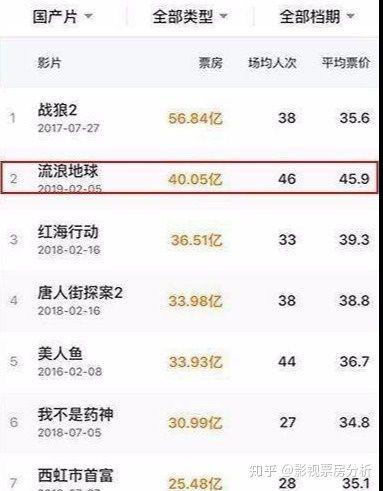 国产片 全部类型 全部档期
影片 票房 场均人次 平均票价
1 战狼2 56.84亿 38 35.6
2017-07-27
2 流浪地球 40.05亿 46 45.9
2019-02-05
3 红海行动 36.51亿 33 39.3
2018-02-16
4 唐人街探案2 33.98亿 38 38.8
2018-02-16
5 美人鱼 33.93亿 44 36.7
2016-02-08
6 我不是药神 30.99亿 27 34.8
2018-07-05
7 西虹市首富 25.48亿 28 35.1
知乎 @影视票房分析